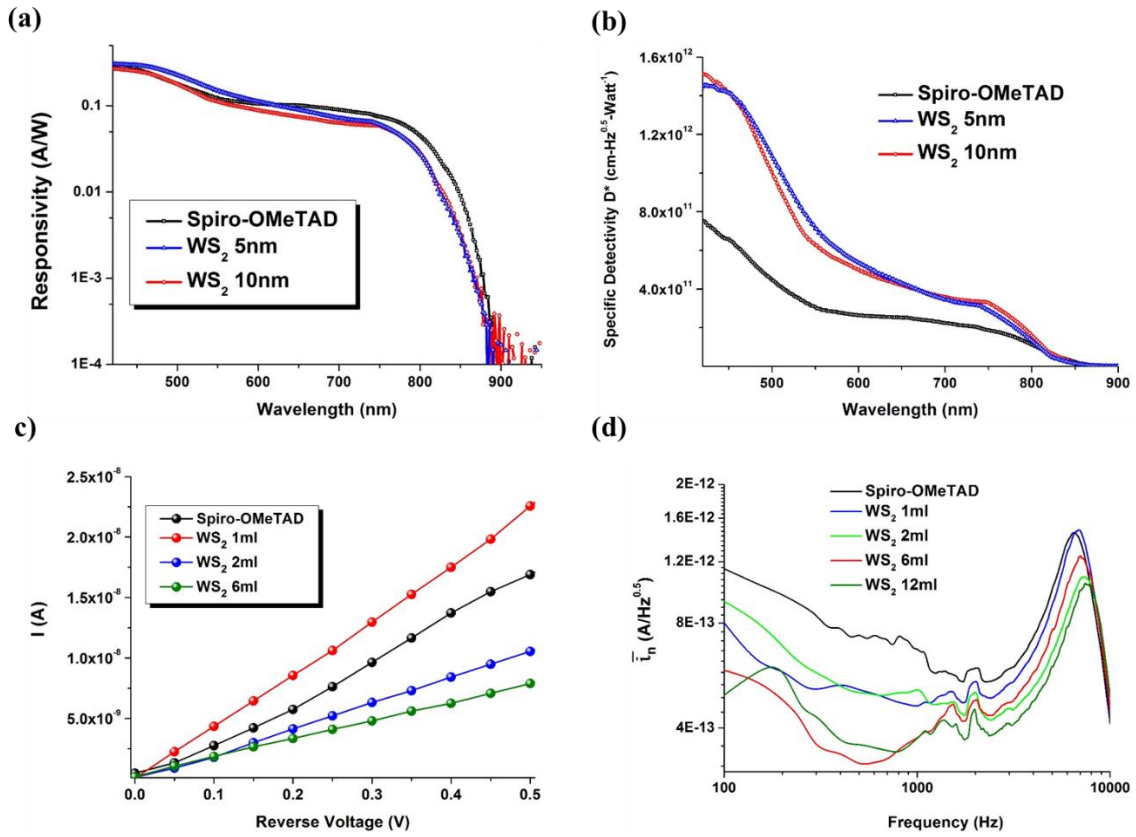 (a)
Responsivity (A/W)
0.1
0.01
1E-3
1E-4
Spiro-OMeTAD
WS2 5nm
WS2 10nm
500 600 700 800 900
Wavelength (nm)
(b)
Specific Detectivity D* (cm-Hz^0.5-Watt^-1)
1.6x10^12
1.2x10^12
8.0x10^11
4.0x10^11
Spiro-OMeTAD
WS2 5nm
WS2 10nm
500 600 700 800 900
Wavelength (nm)
c)
I (A)
2.5x10^-8
2.0x10^-8
1.5x10^-8
1.0x10^-8
5.0x10^-9
Spiro-OMeTAD
WS2 1ml
WS2 2ml
WS2 6ml
0.0 0.1 0.2 0.3 0.4 0.5
Reverse Voltage (V)
(d)
i̅n (A/Hz^0.5)
2E-12
1.6E-12
1.2E-12
8E-13
4E-13
Spiro-OMeTAD
WS2 1ml
WS2 2ml
WS2 6ml
WS2 12ml
100 1000 10000
Frequency (Hz)